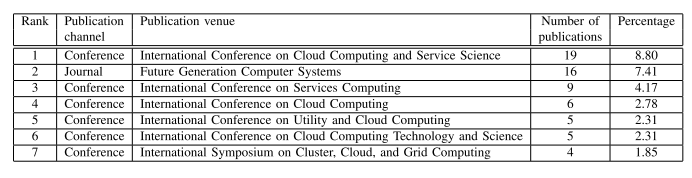 Rank Publication channel Publication venue Number of publications Percentage
1 Conference International Conference on Cloud Computing and Service Science 19 8.80
2 Journal Future Generation Computer Systems 16 7.41
3 Conference International Conference on Services Computing 9 4.17
4 Conference International Conference on Cloud Computing 6 2.78
5 Conference International Conference on Utility and Cloud Computing 5 2.31
6 Conference International Conference on Cloud Computing Technology and Science 5 2.31
7 Conference International Symposium on Cluster, Cloud, and Grid Computing 4 1.85